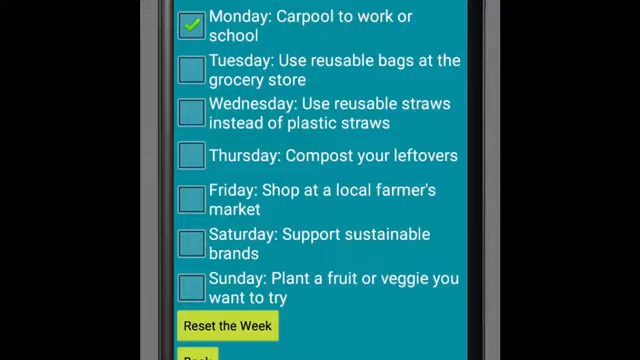 Monday: Carpool to work or
school
Tuesday: Use reusable bags at the
grocery store
Wednesday: Use reusable straws
instead of plastic straws
Thursday: Compost your leftovers
Friday: Shop at a local farmer's
market
Saturday: Support sustainable
brands
Sunday: Plant a fruit or veggie you
want to try
Reset the Week
Back